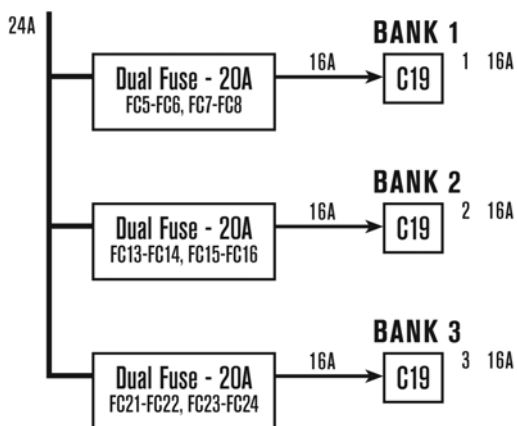 24A
BANK 1
Dual Fuse - 20A
FC5-FC6, FC7-FC8
16A
C19
1 16A
BANK 2
Dual Fuse - 20A
FC13-FC14, FC15-FC16
16A
C19
2 16A
BANK 3
Dual Fuse - 20A
FC21-FC22, FC23-FC24
16A
C19
3 16A